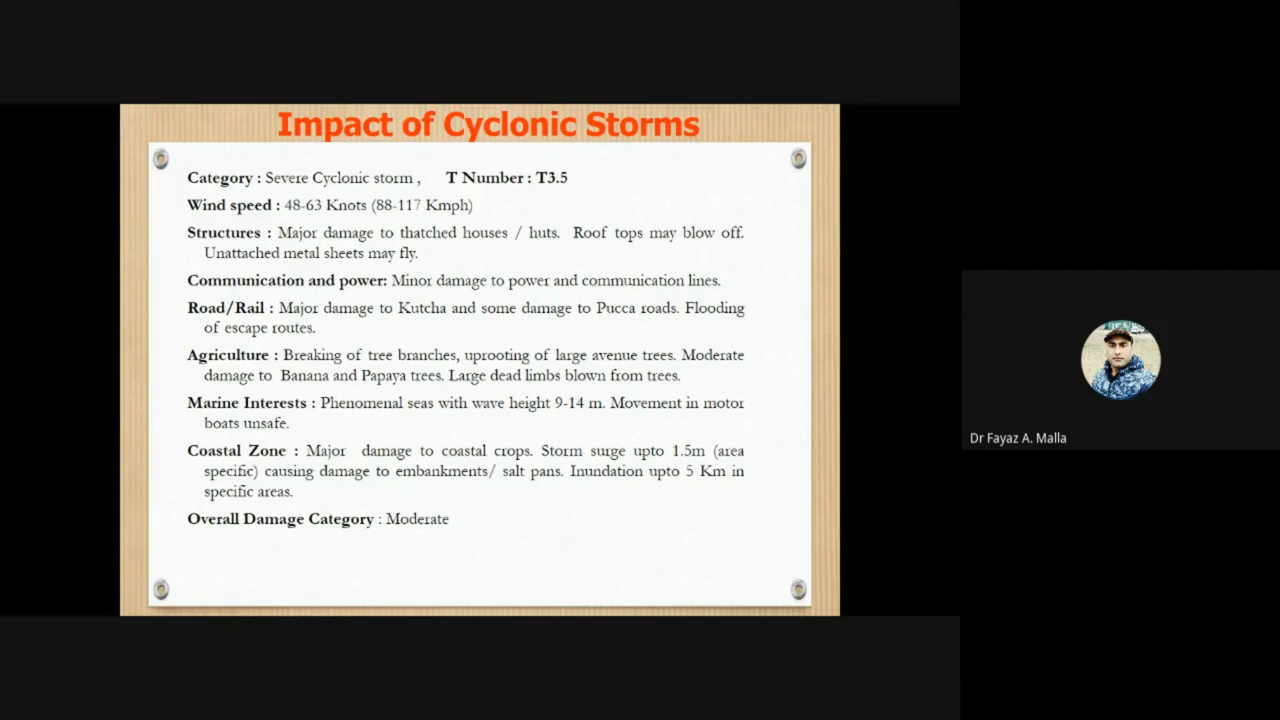 Impact of Cyclonic Storms
Category : Severe Cyclonic storm , T Number : T3.5
Wind speed : 48-63 Knots (88-117 Kmph)
Structures : Major damage to thatched houses / huts. Roof tops may blow off.
Unattached metal sheets may fly.
Communication and power: Minor damage to power and communication lines.
Road/Rail : Major damage to Kutcha and some damage to Pucca roads. Flooding
of escape routes.
Agriculture : Breaking of tree branches, uprooting of large avenue trees. Moderate
damage to Banana and Papaya trees. Large dead limbs blown from trees.
Marine Interests : Phenomenal seas with wave height 9-14 m. Movement in motor
boats unsafe.
Coastal Zone : Major damage to coastal crops. Storm surge upto 1.5m (area
specific) causing damage to embankments/ salt pans. Inundation upto 5 Km in
specific areas.
Overall Damage Category : Moderate
Dr Fayaz A. Malla